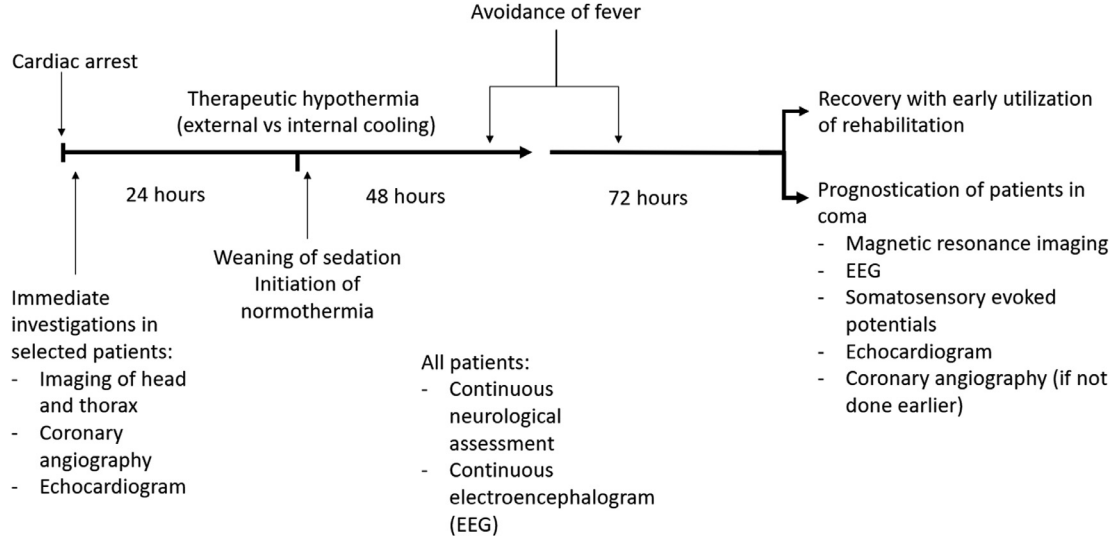 Avoidance of fever
Cardiac arrest
Therapeutic hypothermia
(external vs internal cooling)
24 hours
48 hours
72 hours
Weaning of sedation
Initiation of
normothermia
Immediate
investigations in
selected patients:
- Imaging of head
and thorax
- Coronary
angiography
- Echocardiogram
All patients:
- Continuous
neurological
assessment
- Continuous
electroencephalogram
(EEG)
Recovery with early utilization
of rehabilitation
Prognostication of patients in
coma
- Magnetic resonance imaging
- EEG
- Somatosensory evoked
potentials
- Echocardiogram
- Coronary angiography (if not
done earlier)